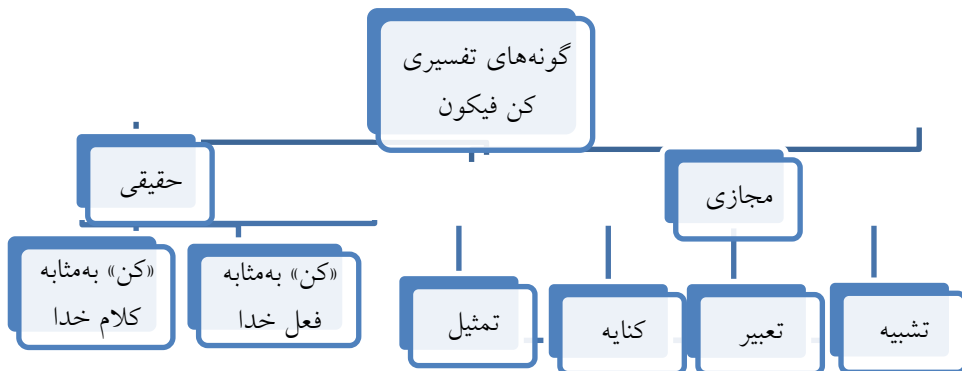 گونه‌های تفسیری
کن فیکون
مجازی
حقیقی
تشبیه
تعبیر
کنایه
تمثیل
«کن» به‌مثابه
فعل خدا
«کن» به‌مثابه
کلام خدا